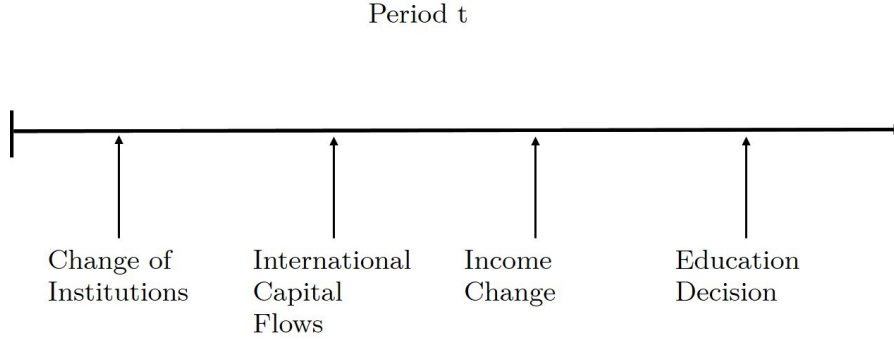 Period t
Change of
Institutions
International
Capital
Flows
Income
Change
Education
Decision